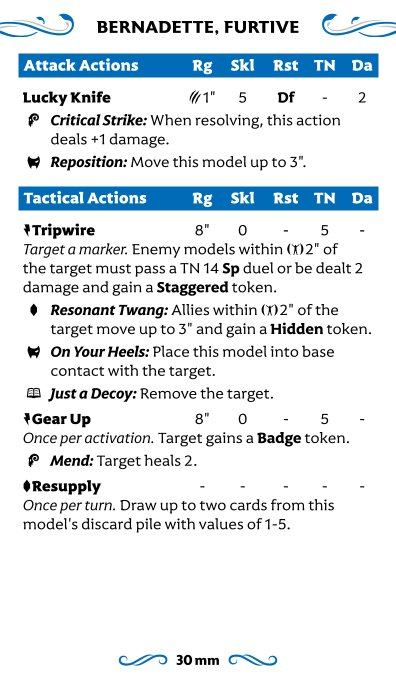 BERNADETTE, FURTIVE
Attack Actions Rg Skl Rst TN Da
Lucky Knife 1" 5 Df - 2
Critical Strike: When resolving, this action
deals +1 damage.
Reposition: Move this model up to 3".
Tactical Actions Rg Skl Rst TN Da
Tripwire 8" 0 - 5 -
Target a marker. Enemy models within 2" of
the target must pass a TN 14 Sp duel or be dealt 2
damage and gain a Staggered token.
Resonant Twang: Allies within 2" of the
target move up to 3" and gain a Hidden token.
On Your Heels: Place this model into base
contact with the target.
Just a Decoy: Remove the target.
Gear Up 8" 0 - 5 -
Once per activation. Target gains a Badge token.
Mend: Target heals 2.
Resupply - - - - -
Once per turn. Draw up to two cards from this
model's discard pile with values of 1-5.
30 mm